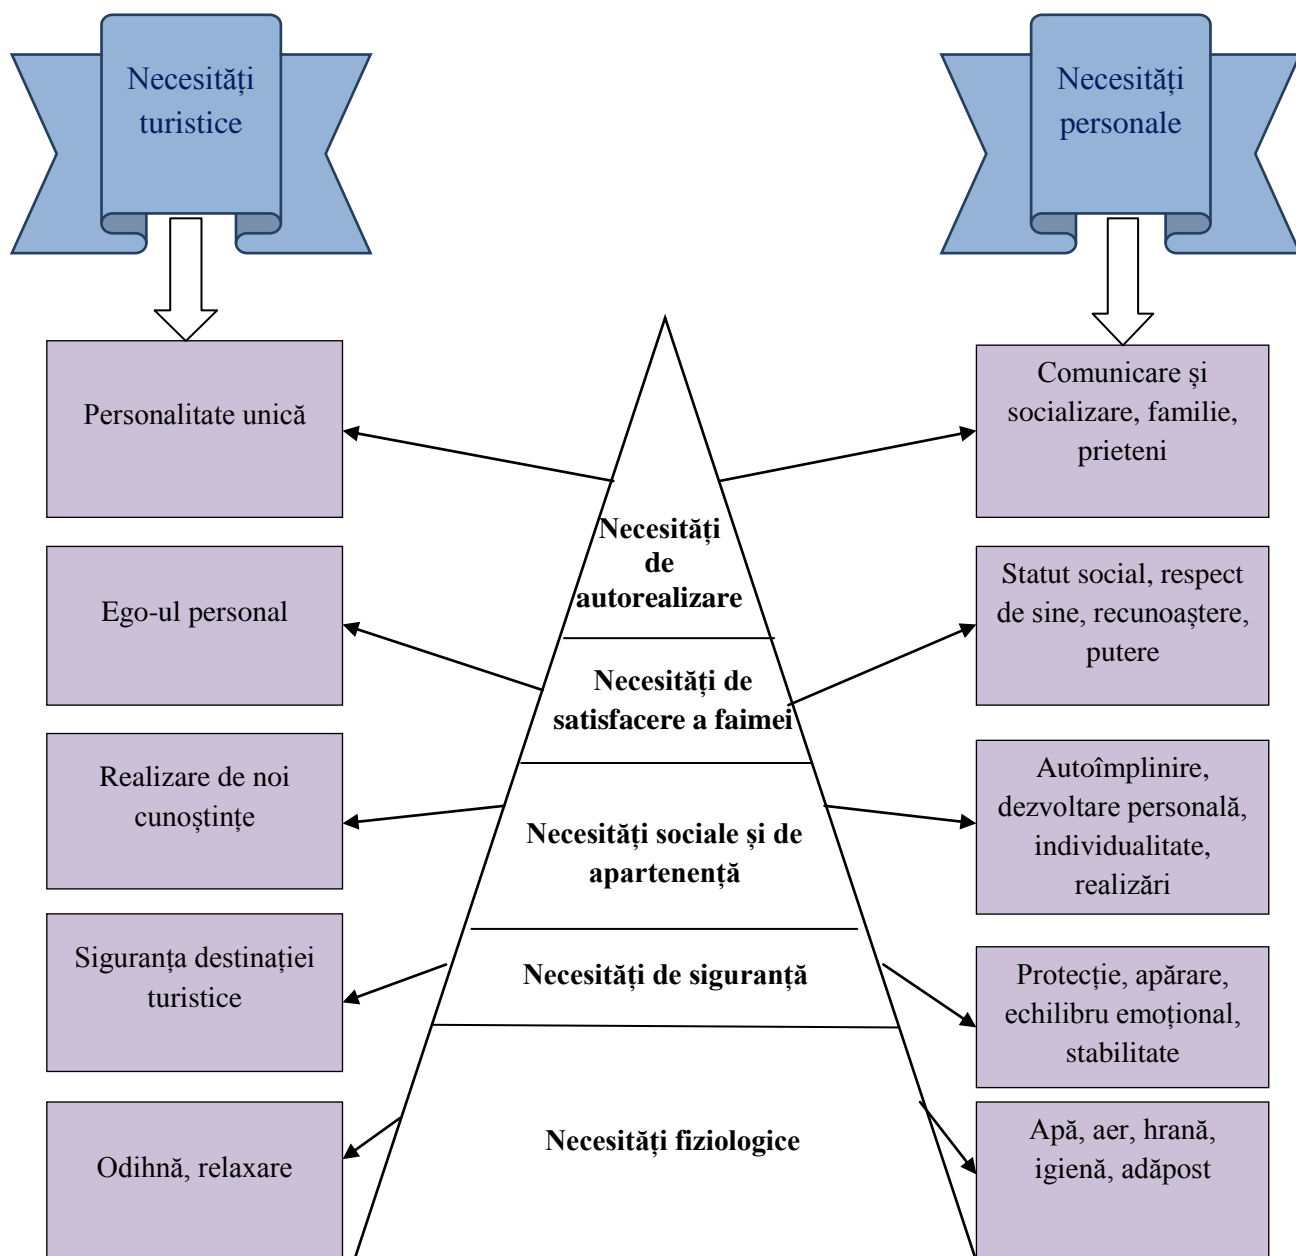 Necesități
turistice
Necesități
personale
Personalitate unică
Ego-ul personal
Realizare de noi
cunoștințe
Siguranța destinației
turistice
Odihnă, relaxare
Necesități
de
autorealizare
Necesități de
satisfacere a faimei
Necesități sociale și de
apartenență
Necesități de siguranță
Necesități fiziologice
Comunicare și
socializare, familie,
prieteni
Statut social, respect
de sine, recunoaștere,
putere
Autoîmplinire,
dezvoltare personală,
individualitate,
realizări
Protecție, apărare,
echilibru emoțional,
stabilitate
Apă, aer, hrană,
igienă, adăpost